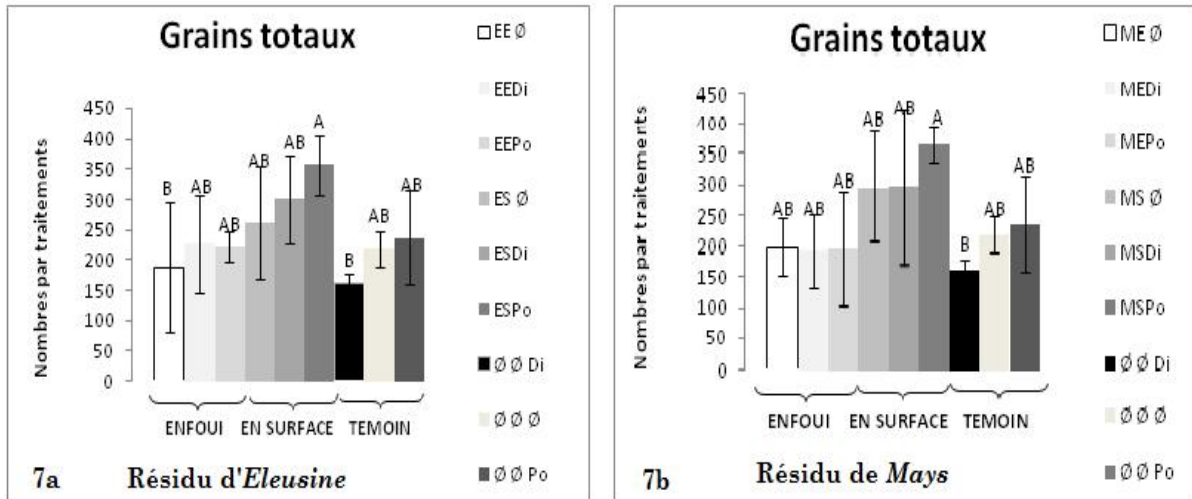 Grains totaux
Nombres par traitements
450
400
350
300
250
200
150
100
50
0
B
AB
AB
AB
AB
A
B
AB
AB
ENFOUI
EN SURFACE
TEMOIN
EE Ø
EEDi
EEPo
ES Ø
ESDi
ESPo
Ø Ø Di
Ø Ø Ø
Ø Ø Po
7a Résidu d'Eleusine
Grains totaux
Nombres par traitements
450
400
350
300
250
200
150
100
50
0
AB
AB
AB
AB
AB
A
B
AB
AB
ENFOUI
EN SURFACE
TEMOIN
ME Ø
MEDi
MEPo
MS Ø
MSDi
MSPo
Ø Ø Di
Ø Ø Ø
Ø Ø Po
7b Résidu de Mays